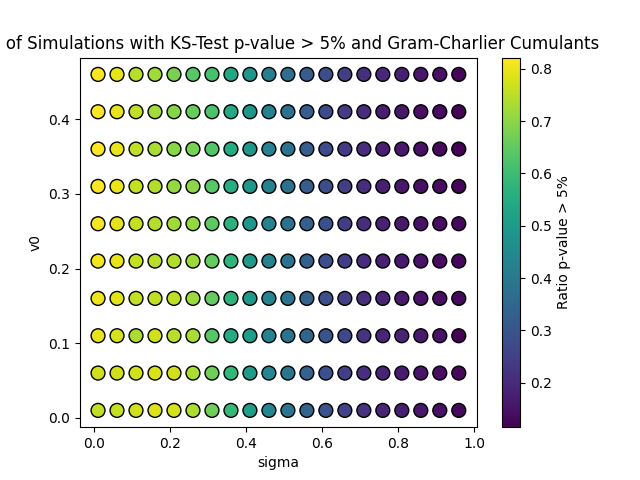 of Simulations with KS-Test p-value > 5% and Gram-Charlier Cumulants
0.4
0.3
0.2
0.1
0.0
v0
0.0 0.2 0.4 0.6 0.8 1.0
sigma
0.8
0.7
0.6
0.5
0.4
0.3
0.2
Ratio p-value > 5%